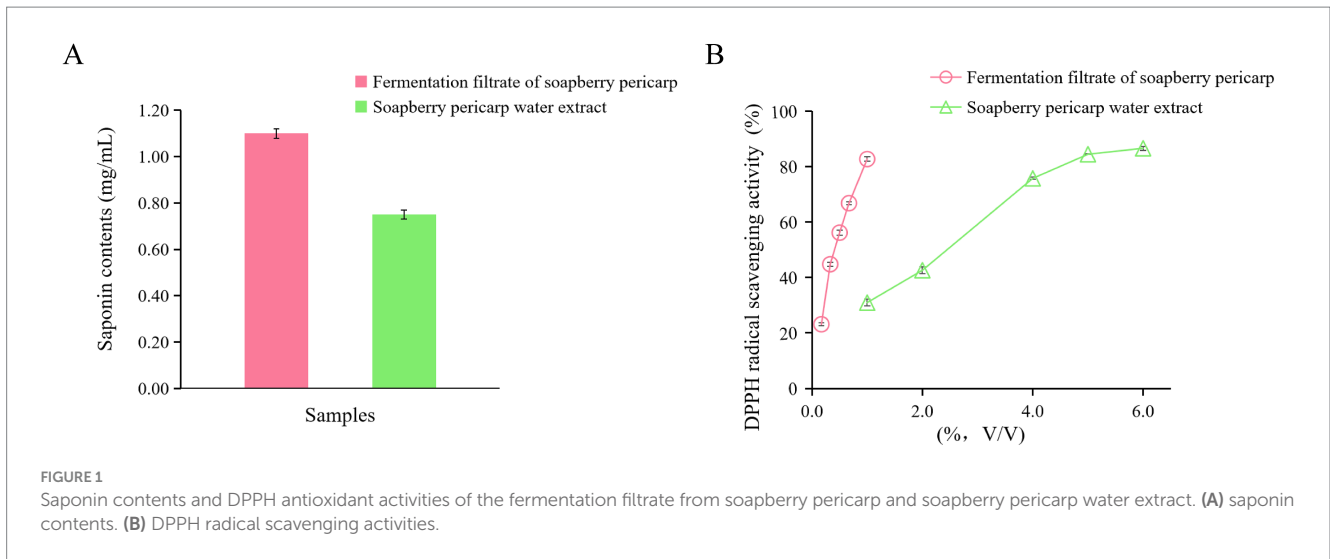 A
Fermentation filtrate of soapberry pericarp
Soapberry pericarp water extract
Saponin contents (mg/mL)
1.20
1.00
0.80
0.60
0.40
0.20
0.00
Samples
B
Fermentation filtrate of soapberry pericarp
Soapberry pericarp water extract
DPPH radical scavenging activity (%)
100
80
60
40
20
0
0.0 2.0 4.0 6.0
(%，V/V)
FIGURE 1
Saponin contents and DPPH antioxidant activities of the fermentation filtrate from soapberry pericarp and soapberry pericarp water extract. (A) saponin
contents. (B) DPPH radical scavenging activities.